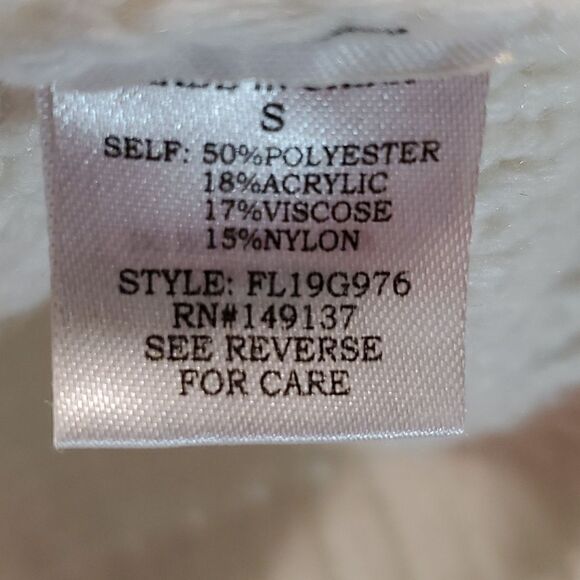 S
SELF: 50%POLYESTER
18%ACRYLIC
17%VISCOSE
15%NYLON
STYLE: FL19G976
RN#149137
SEE REVERSE
FOR CARE